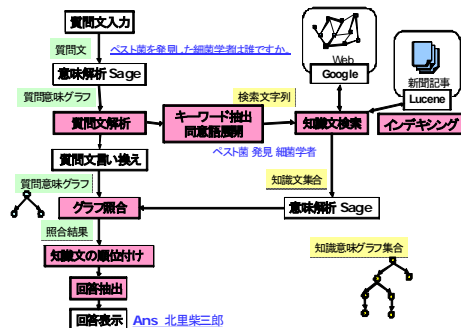 質問文入力
質問文
ペスト菌を発見した細菌学者は誰ですか。
意味解析 Sage
質問意味グラフ
質問文解析
キーワード抽出
同意語展開
検索文字列
知識文検索
Web
Google
新聞記事
Lucene
インデキシング
ペスト菌 発見 細菌学者
質問文言い換え
質問意味グラフ
知識文集合
グラフ照合
意味解析 Sage
照合結果
知識文の順位付け
知識意味グラフ集合
回答抽出
回答表示
Ans 北里柴三郎